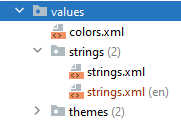 values
colors.xml
strings (2)
strings.xml
strings.xml (en)
themes (2)